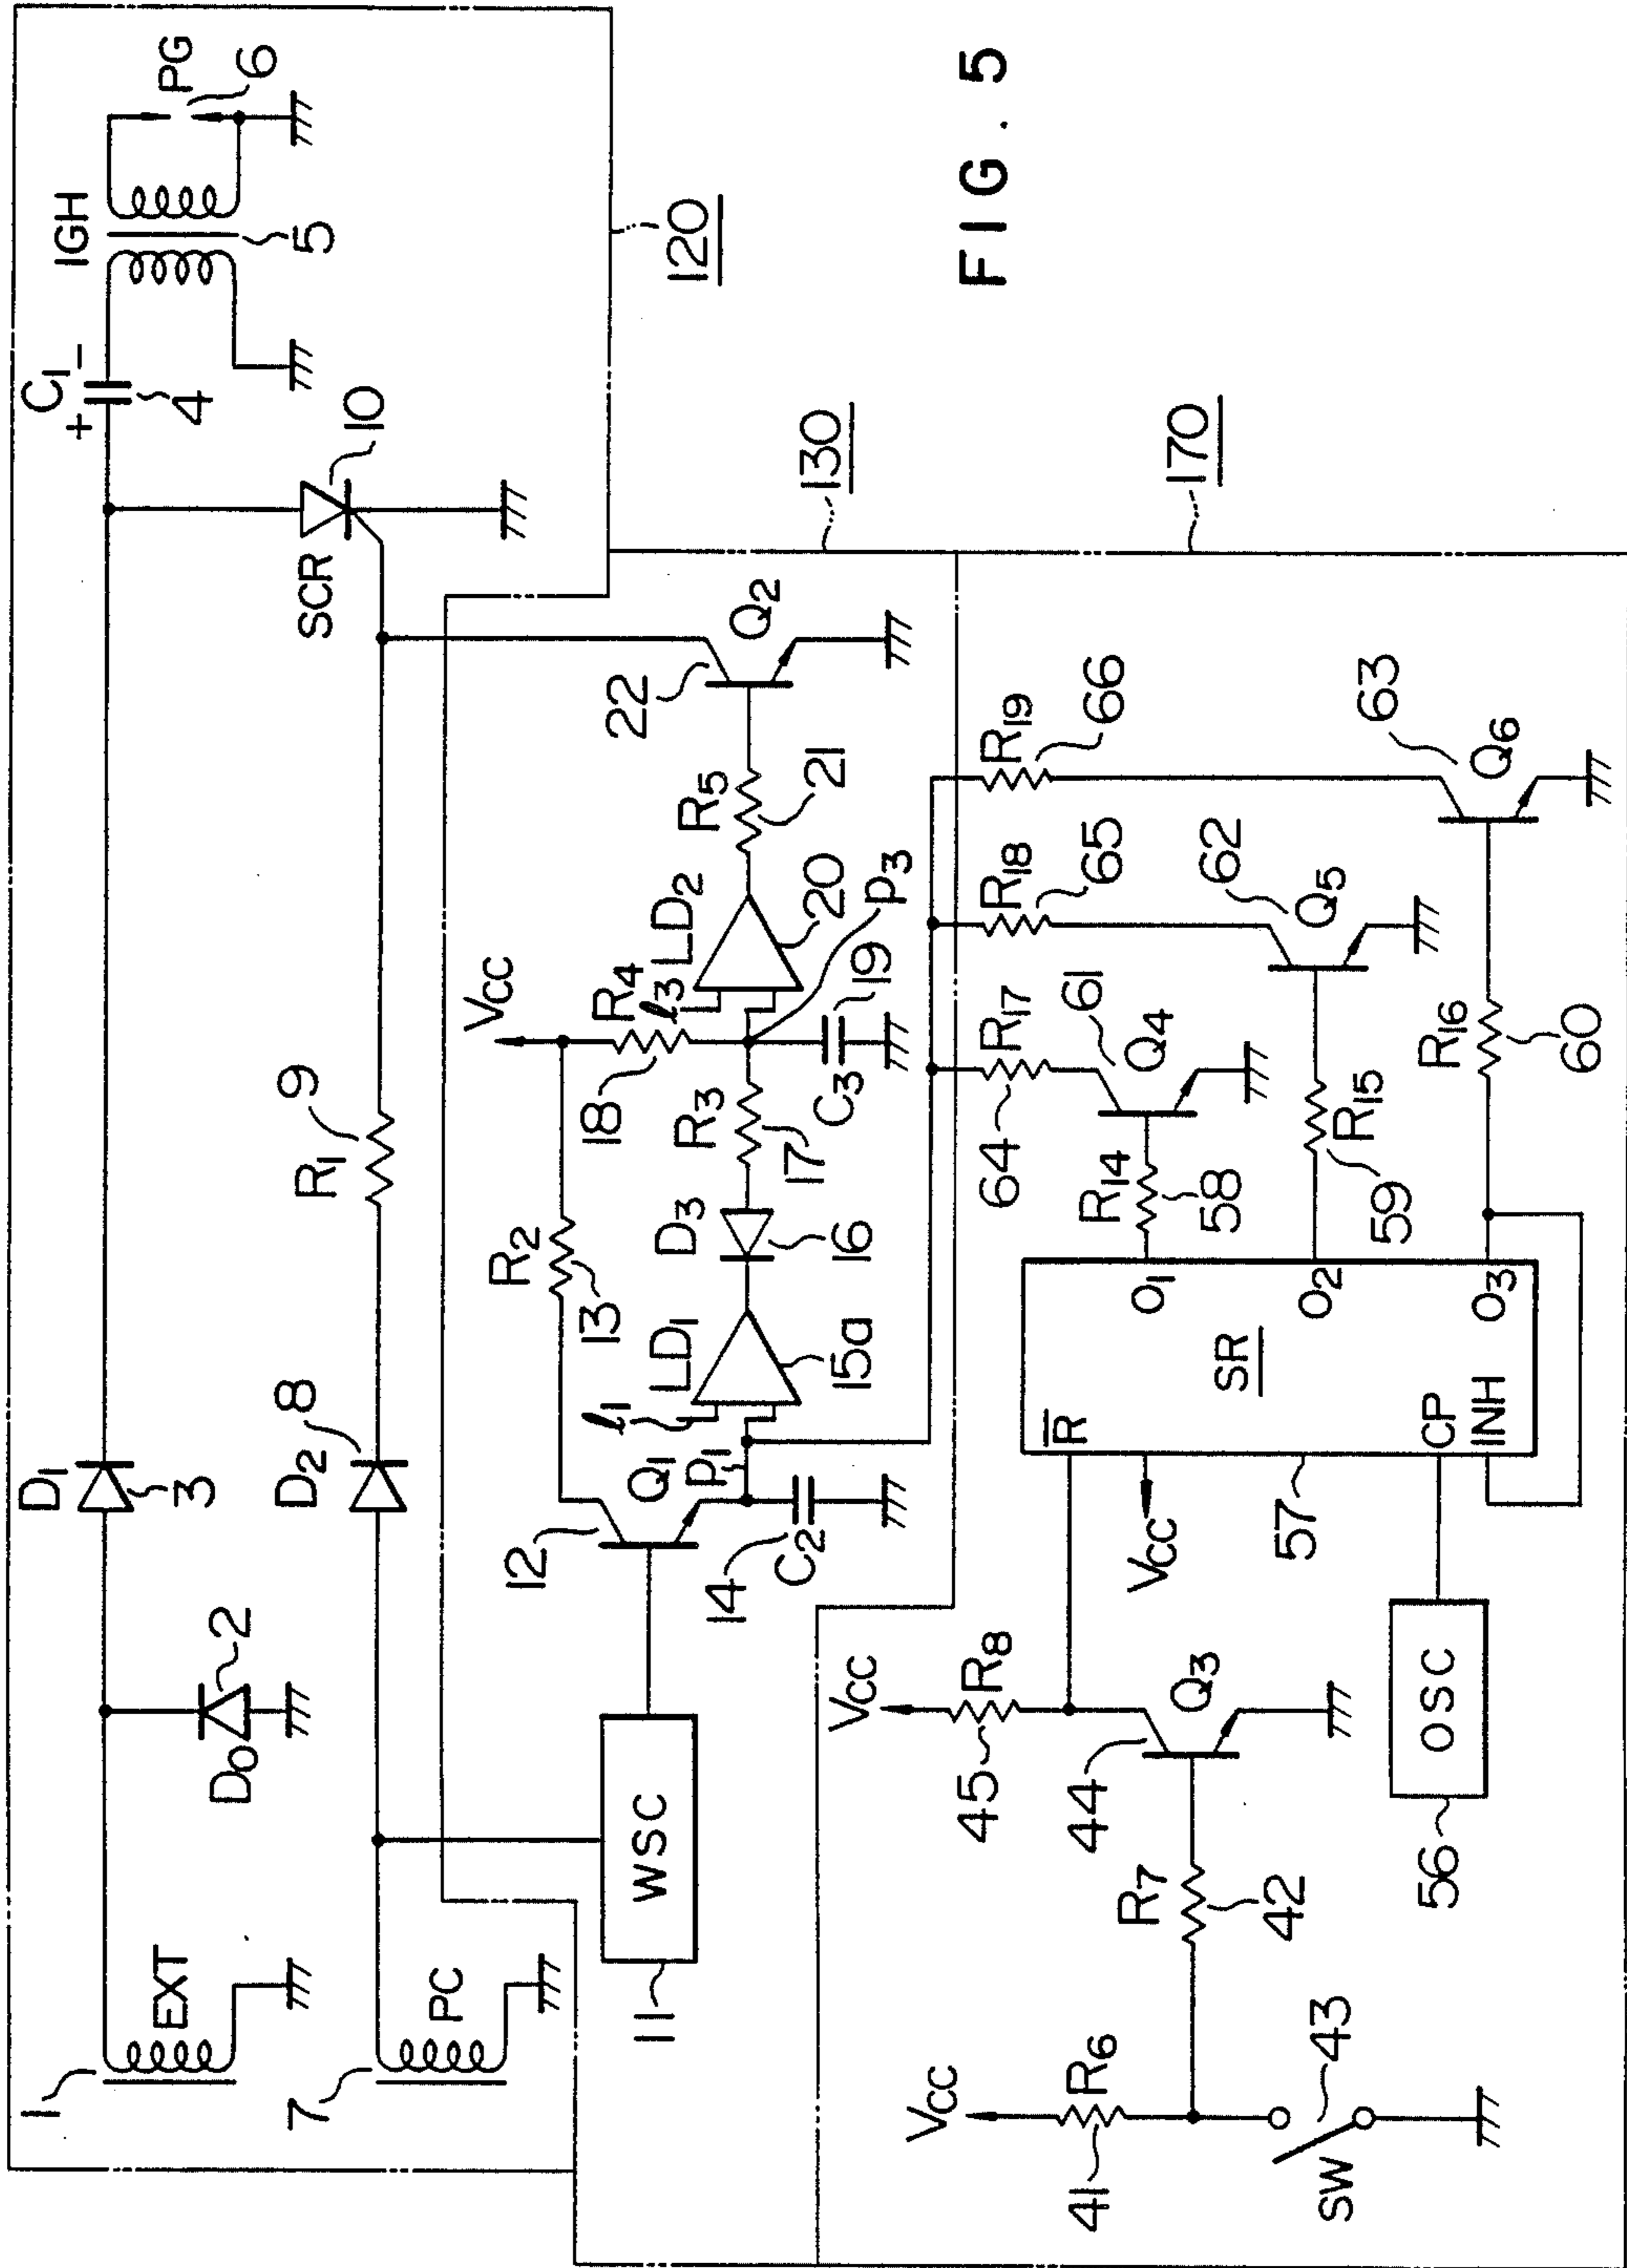 1
EXT
D0
2
D1
3
C1
+ −
4
IGH
5
PG
6
SCR
10
7
PC
D2
8
R1
9
120
WSC
11
12
Q1
R2
13
VCC
14
C2
P1
l1
LD1
15a
D3
16
R3
17
R4
18
l3
LD2
20
C3
19
P3
R5
21
22
Q2
130
170
FIG. 5
VCC
R6
41
SW
43
R7
42
VCC
R8
45
44
Q3
OSC
56
R̅
VCC
57
CP
INH
SR
O1
O2
O3
R14
58
R15
59
R16
60
R17
64
61
Q4
R18
65
62
Q5
R19
66
63
Q6